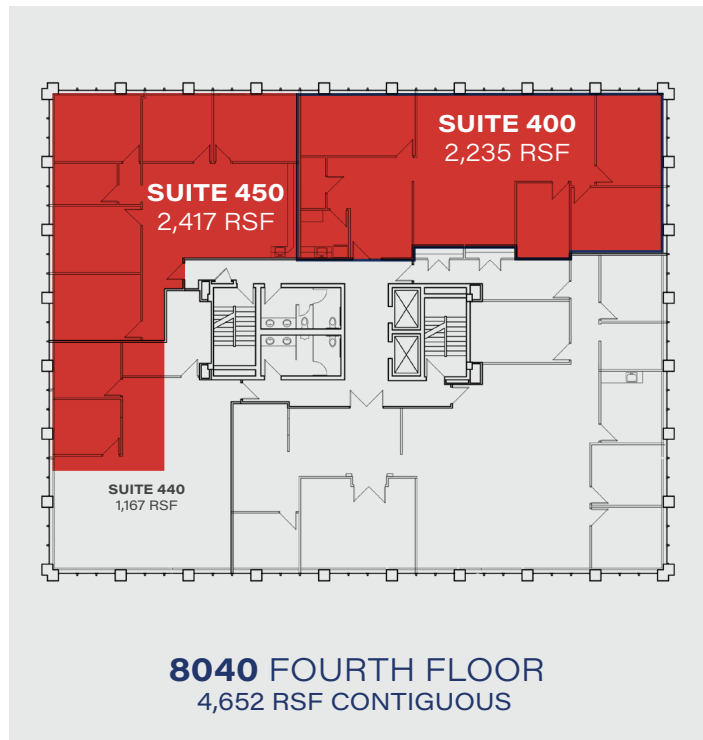 SUITE 400
2,235 RSF
SUITE 450
2,417 RSF
SUITE 440
1,167 RSF
8040 FOURTH FLOOR
4,652 RSF CONTIGUOUS